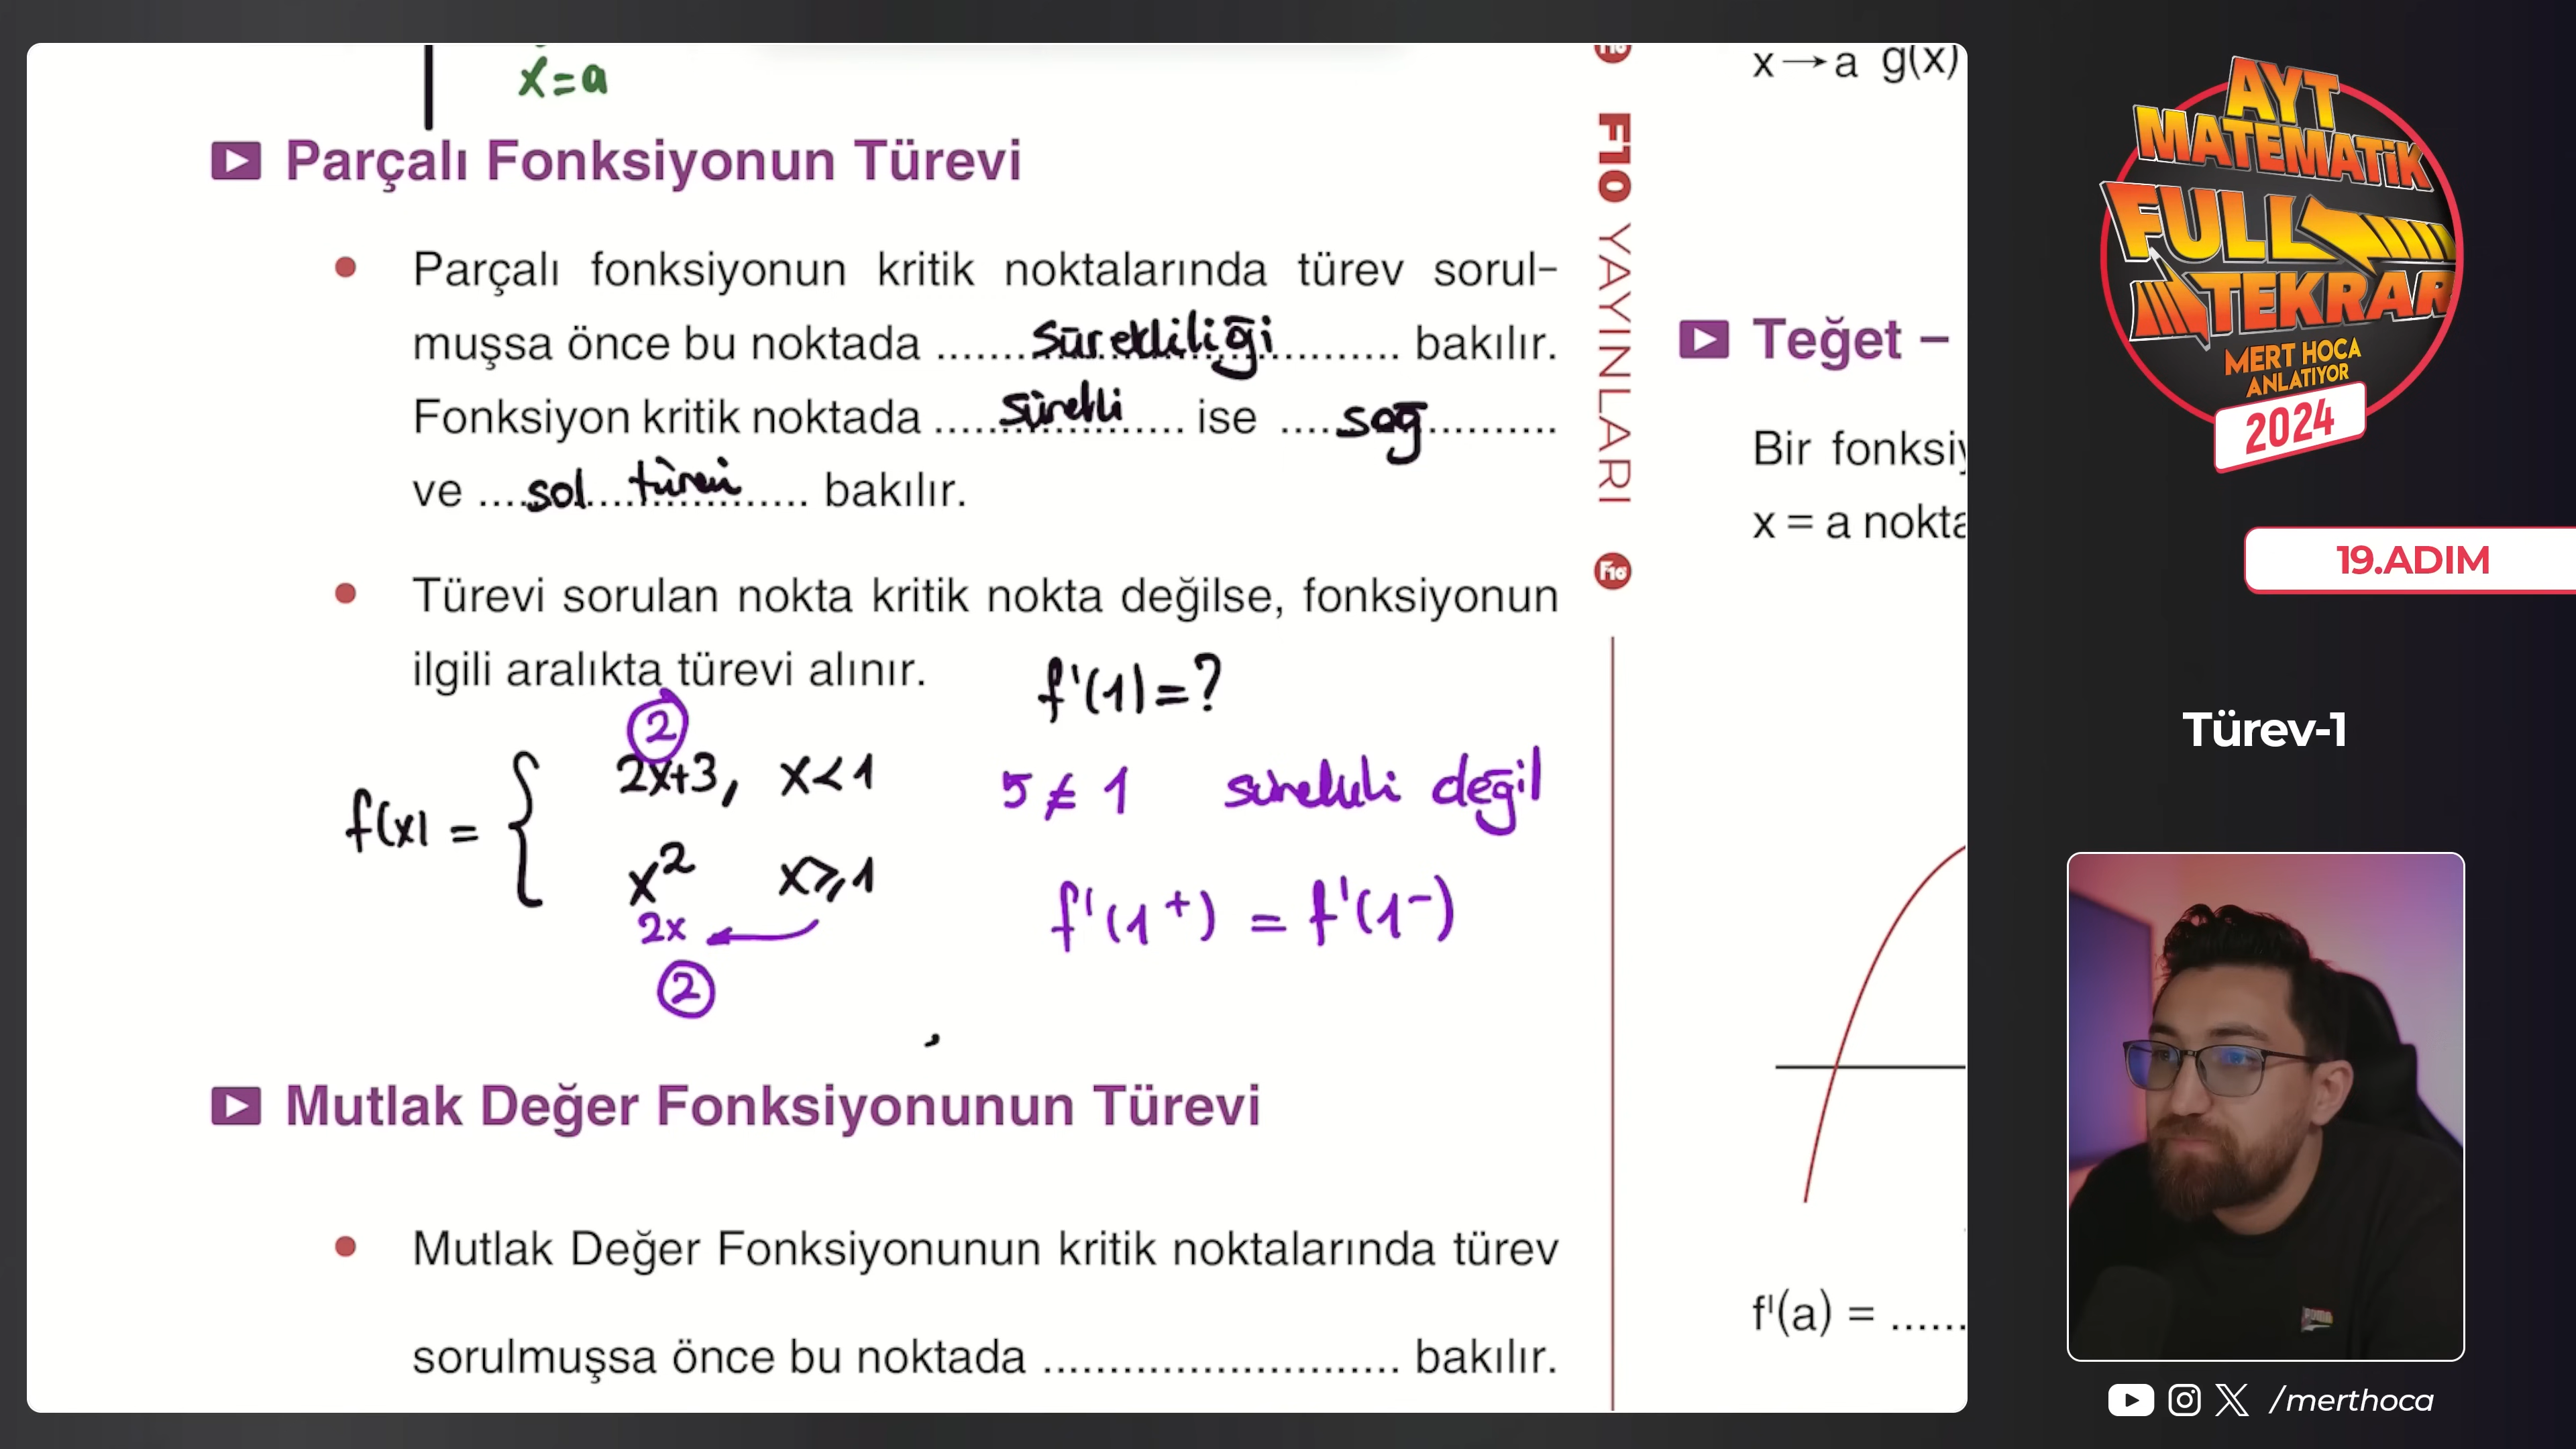 x=a
Parçalı Fonksiyonun Türevi
• Parçalı fonksiyonun kritik noktalarında türev sorul-
muşsa önce bu noktada ........sürekliliği........ bakılır.
Fonksiyon kritik noktada .....sürekli..... ise ....sağ.........
ve ....sol türevi..... bakılır.
• Türevi sorulan nokta kritik nokta değilse, fonksiyonun
ilgili aralıkta türevi alınır.
f'(1)=?
2
f(x) = { 2x+3, x<1
x² x≥1
2x
2
5 ≠ 1 sürekli değil
f'(1⁺) = f'(1⁻)
Mutlak Değer Fonksiyonunun Türevi
• Mutlak Değer Fonksiyonunun kritik noktalarında türev
sorulmuşsa önce bu noktada ........................... bakılır.
F10 YAYINLARI
F10
x→a g(x)
Teğet –
Bir fonksiy
x = a nokta
f'(a) = ......
AYT
MATEMATİK
FULL
TEKRAR
MERT HOCA
ANLATIYOR
2024
19.ADIM
Türev-1
/merthoca